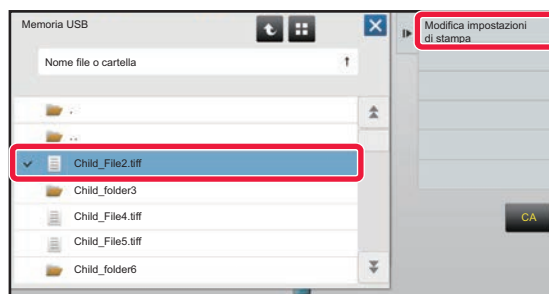 Memoria USB
Modifica impostazioni
di stampa
Nome file o cartella
.
..
Child_File2.tiff
Child_folder3
Child_File4.tiff
Child_File5.tiff
Child_folder6
CA